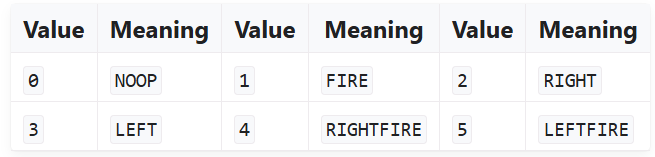 Value Meaning Value Meaning Value Meaning
0 NOOP 1 FIRE 2 RIGHT
3 LEFT 4 RIGHTFIRE 5 LEFTFIRE